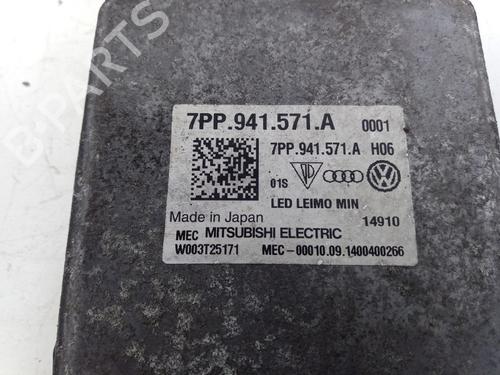 7PP.941.571.A 0001
7PP.941.571.A H06
01S
LED LEIMO MIN
Made in Japan 14910
MEC MITSUBISHI ELECTRIC
W003T25171 MEC-00010.09.1400400266
B-PARTS